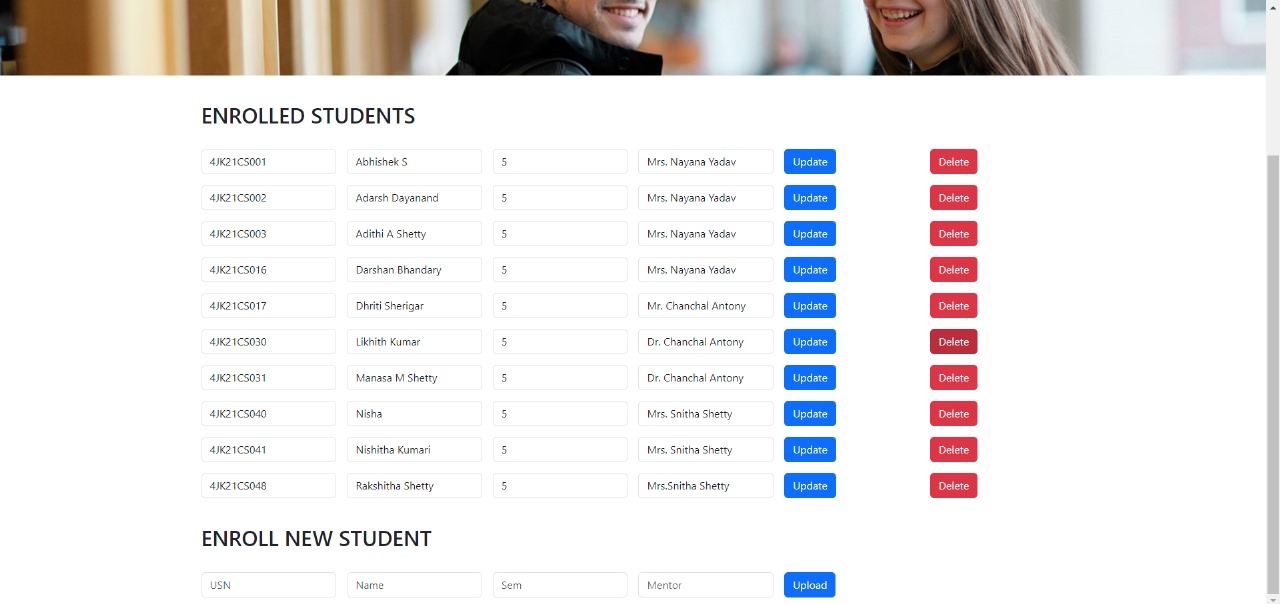 ENROLLED STUDENTS
4JK21CS001 Abhishek S 5 Mrs. Nayana Yadav Update Delete
4JK21CS002 Adarsh Dayanand 5 Mrs. Nayana Yadav Update Delete
4JK21CS003 Adithi A Shetty 5 Mrs. Nayana Yadav Update Delete
4JK21CS016 Darshan Bhandary 5 Mrs. Nayana Yadav Update Delete
4JK21CS017 Dhriti Sherigar 5 Mr. Chanchal Antony Update Delete
4JK21CS030 Likhith Kumar 5 Dr. Chanchal Antony Update Delete
4JK21CS031 Manasa M Shetty 5 Dr. Chanchal Antony Update Delete
4JK21CS040 Nisha 5 Mrs. Snitha Shetty Update Delete
4JK21CS041 Nishitha Kumari 5 Mrs. Snitha Shetty Update Delete
4JK21CS048 Rakshitha Shetty 5 Mrs.Snitha Shetty Update Delete
ENROLL NEW STUDENT
USN Name Sem Mentor Upload